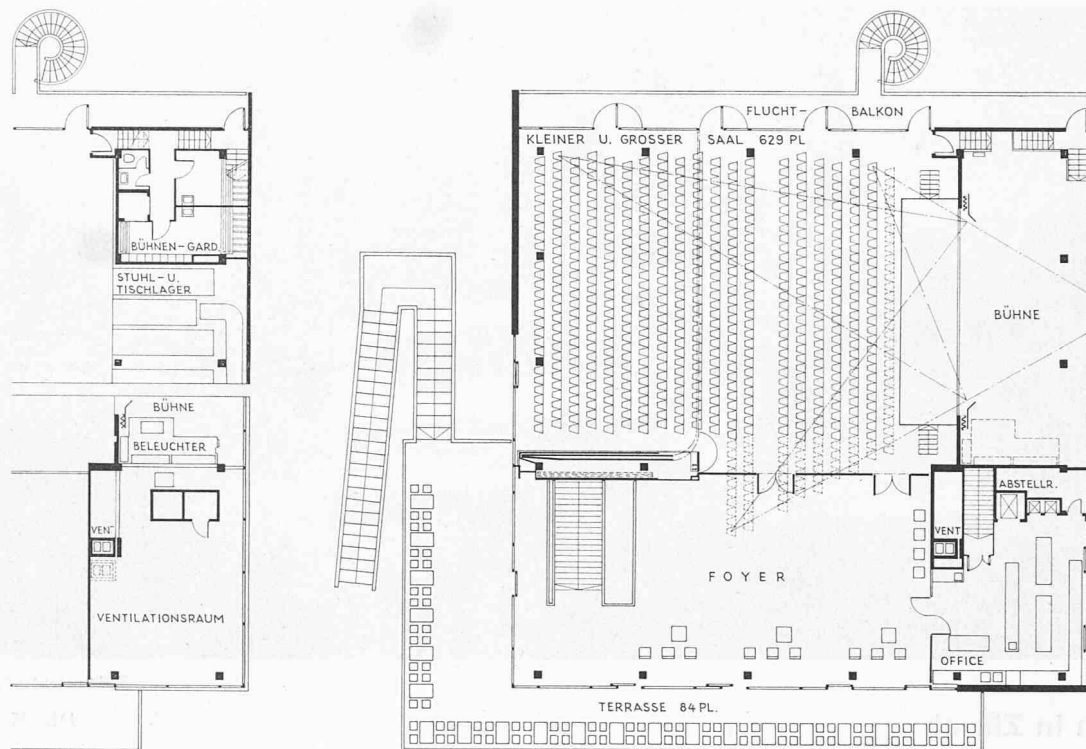 FLUCHT- BALKON
KLEINER U. GROSSER SAAL 629 PL
BÜHNEN-GARD.
STUHL- U.
TISCHLAGER
BÜHNE
BÜHNE
BELEUCHTER
ABSTELLR.
VEN-
VENT
FOYER
VENTILATIONSRAUM
OFFICE
TERRASSE 84 PL.